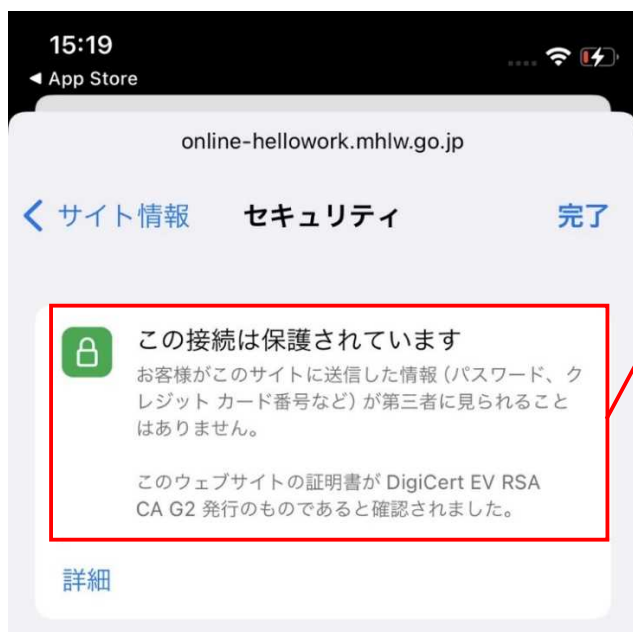 15:19
◀ App Store
online-hellowork.mhlw.go.jp
サイト情報 セキュリティ 完了
この接続は保護されています
お客様がこのサイトに送信した情報 (パスワード、ク
レジット カード番号など) が第三者に見られること
はありません。
このウェブサイトの証明書が DigiCert EV RSA
CA G2 発行のものであると確認されました。
詳細